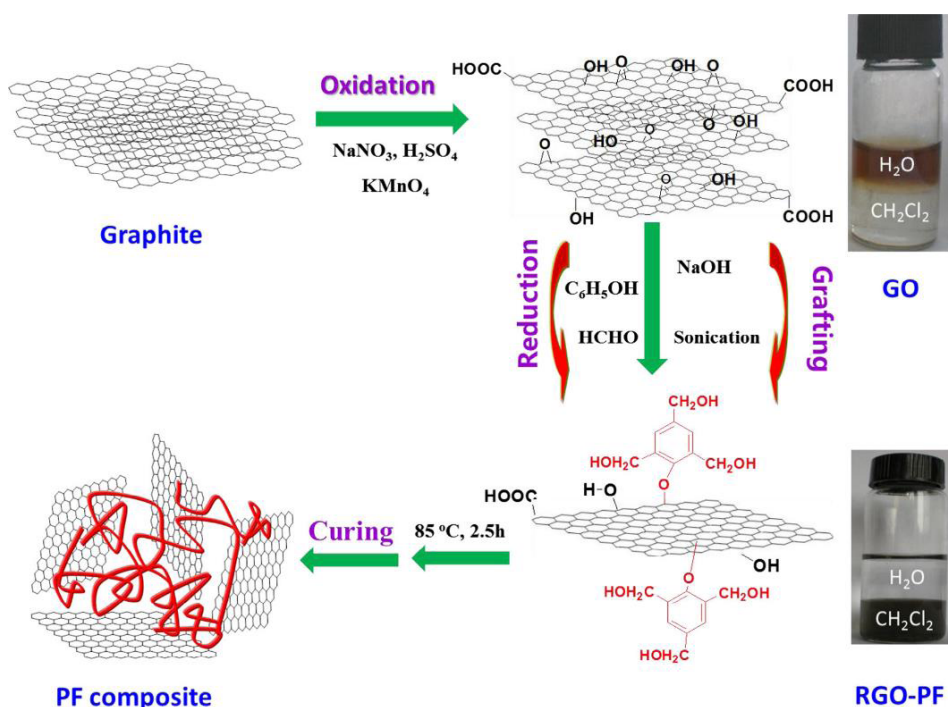 Oxidation
NaNO3, H2SO4
KMnO4
Graphite
HOOC
OH
O
OH
O
COOH
O
OH
HO
O
O
O
OH
OH
COOH
H2O
CH2Cl2
GO
Reduction
C6H5OH
HCHO
NaOH
Sonication
Grafting
CH2OH
HOH2C
CH2OH
O
HOOC
H-O
OH
O
HOH2C
CH2OH
HOH2C
Curing
85 °C, 2.5h
H2O
CH2Cl2
PF composite
RGO-PF